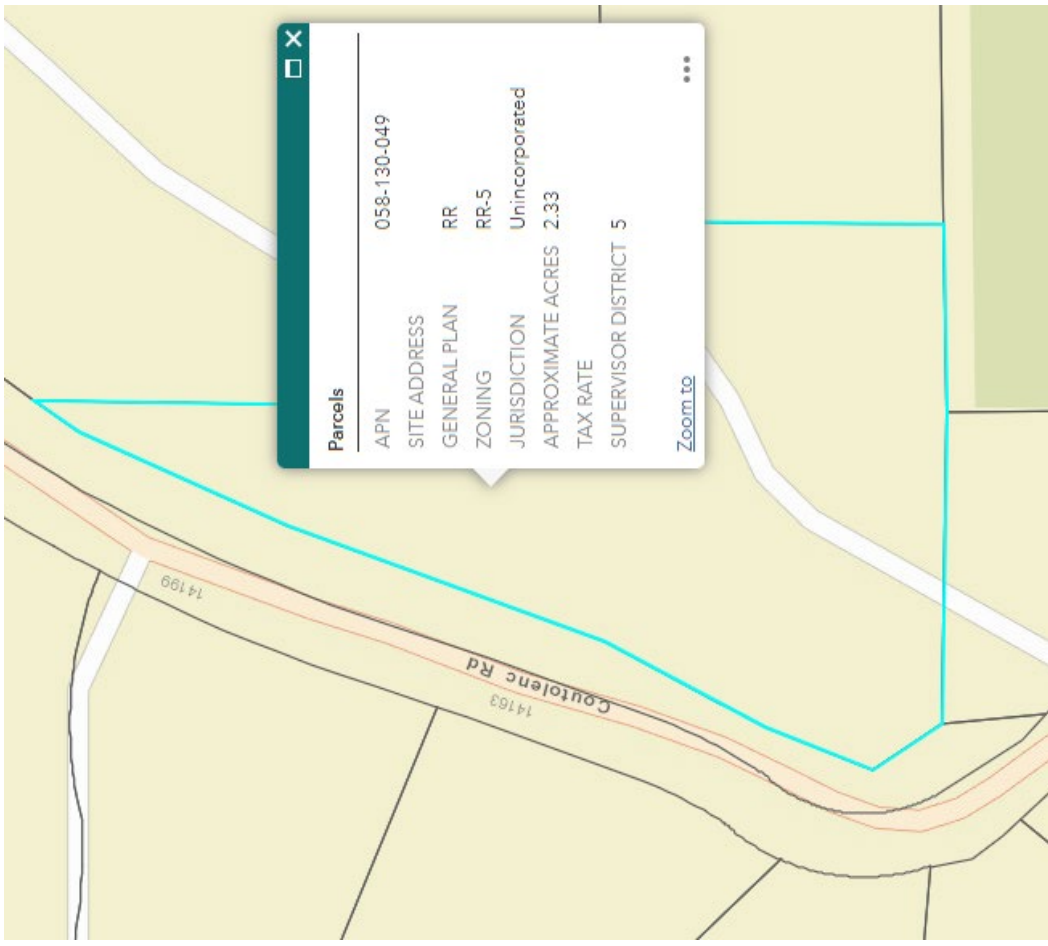 Parcels
APN 058-130-049
SITE ADDRESS
GENERAL PLAN RR
ZONING RR-5
JURISDICTION Unincorporated
APPROXIMATE ACRES 2.33
TAX RATE
SUPERVISOR DISTRICT 5
Zoom to
14199
Coutolenc Rd
14163